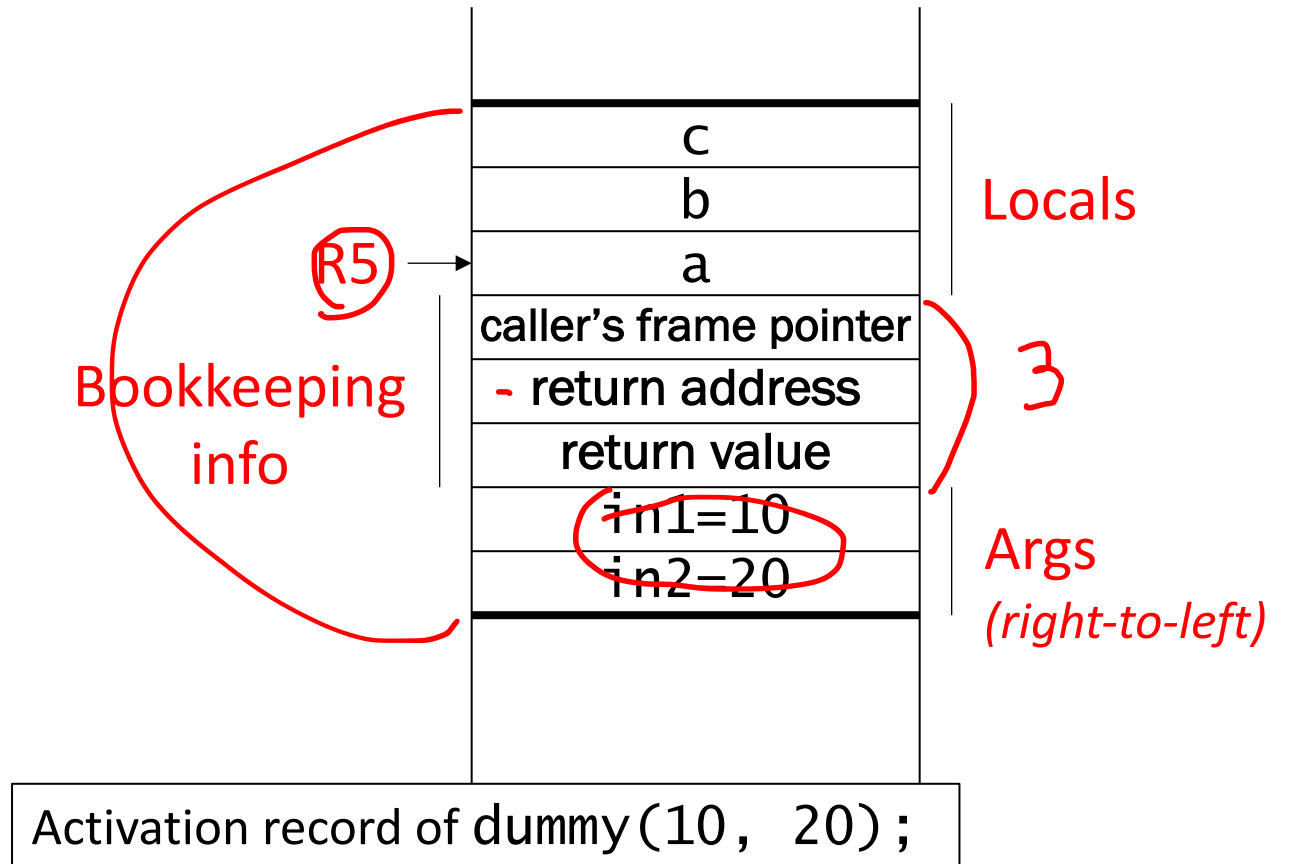 c
b
Locals
R5
a
caller's frame pointer
3
Bookkeeping
info
- return address
return value
in1=10
in2=20
Args
(right-to-left)
Activation record of dummy(10, 20);